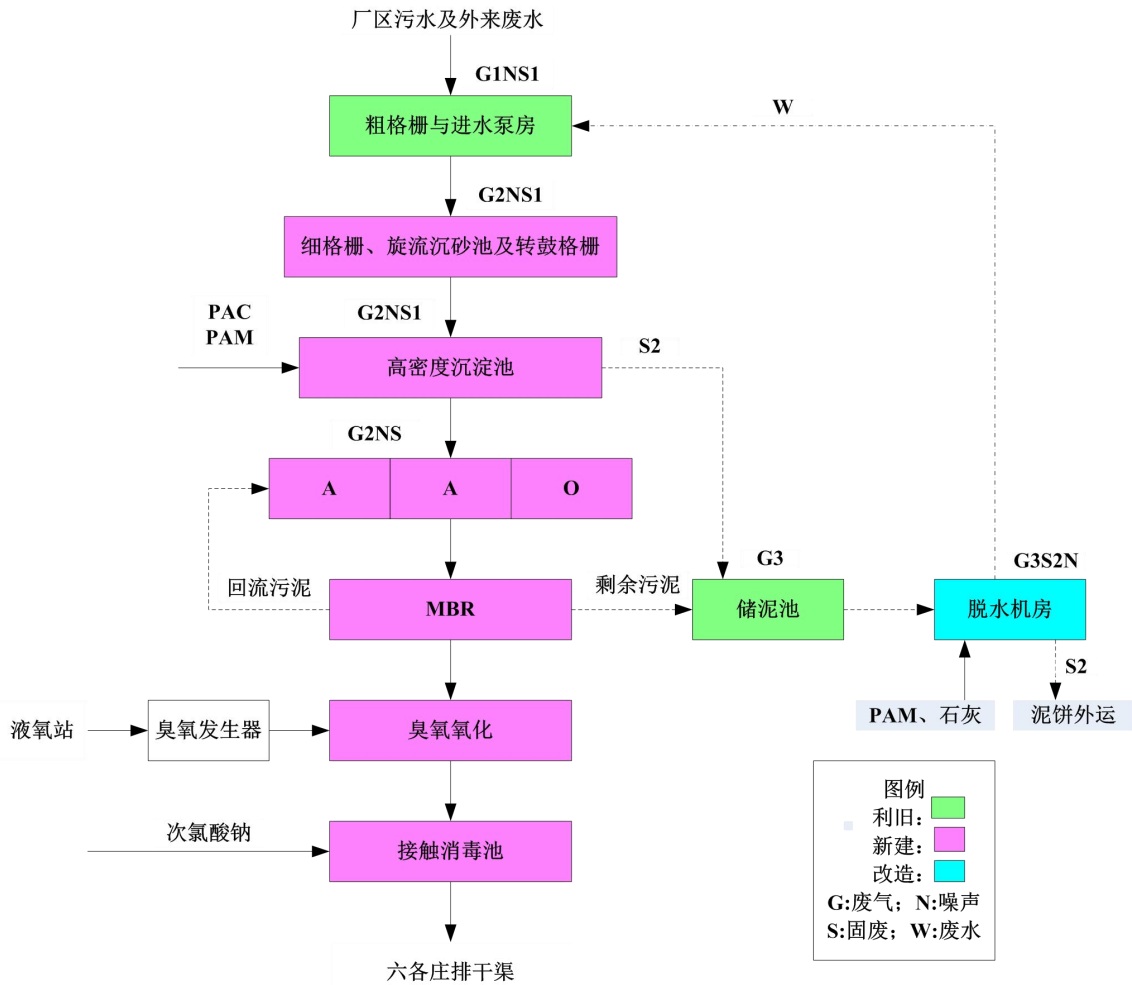 厂区污水及外来废水
G1NS1
W
粗格栅与进水泵房
G2NS1
细格栅、旋流沉砂池及转鼓格栅
PAC
PAM
G2NS1
S2
高密度沉淀池
G2NS
A
A
O
回流污泥
MBR
剩余污泥
G3
储泥池
G3S2N
脱水机房
S2
PAM、石灰
泥饼外运
液氧站
臭氧发生器
臭氧氧化
次氯酸钠
接触消毒池
六各庄排干渠
图例
利旧:
新建:
改造:
G:废气；N:噪声
S:固废；W:废水